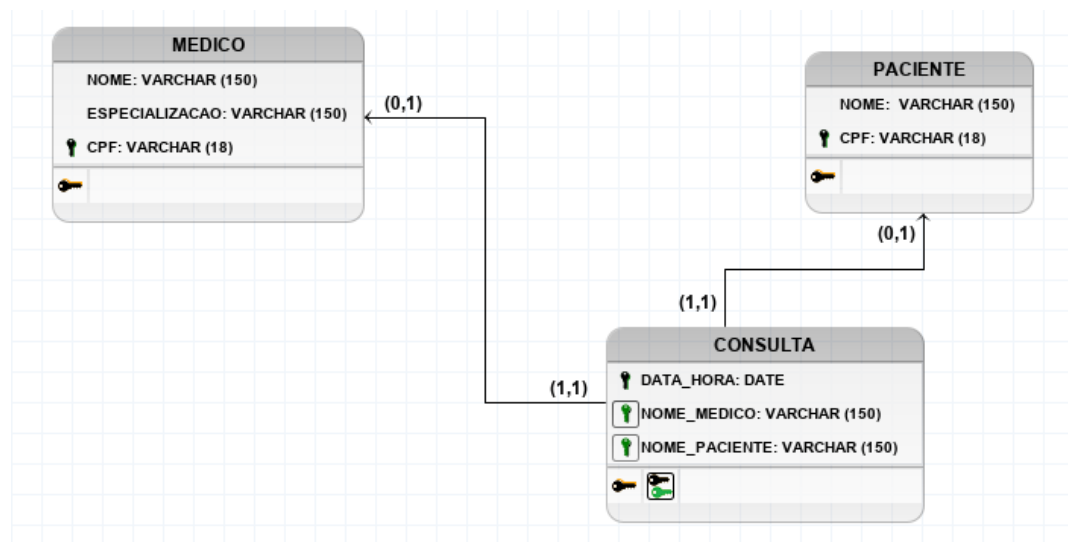 MEDICO
NOME: VARCHAR (150)
ESPECIALIZACAO: VARCHAR (150)
CPF: VARCHAR (18)
(0,1)
PACIENTE
NOME: VARCHAR (150)
CPF: VARCHAR (18)
(0,1)
(1,1)
(1,1)
CONSULTA
DATA_HORA: DATE
NOME_MEDICO: VARCHAR (150)
NOME_PACIENTE: VARCHAR (150)